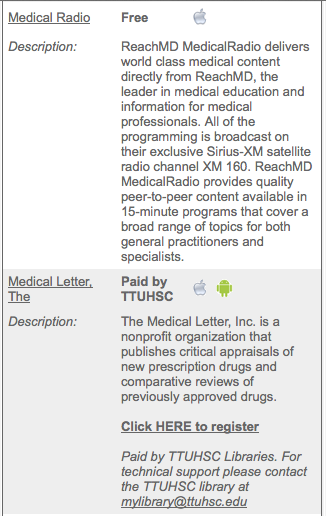 Medical Radio Free
Description: ReachMD MedicalRadio delivers
world class medical content
directly from ReachMD, the
leader in medical education and
information for medical
professionals. All of the
programming is broadcast on
their exclusive Sirius-XM satellite
radio channel XM 160. ReachMD
MedicalRadio provides quality
peer-to-peer content available in
15-minute programs that cover a
broad range of topics for both
general practitioners and
specialists.
Medical Letter, Paid by
The TTUHSC
Description: The Medical Letter, Inc. is a
nonprofit organization that
publishes critical appraisals of
new prescription drugs and
comparative reviews of
previously approved drugs.
Click HERE to register
Paid by TTUHSC Libraries. For
technical support please contact
the TTUHSC library at
mylibrary@ttuhsc.edu